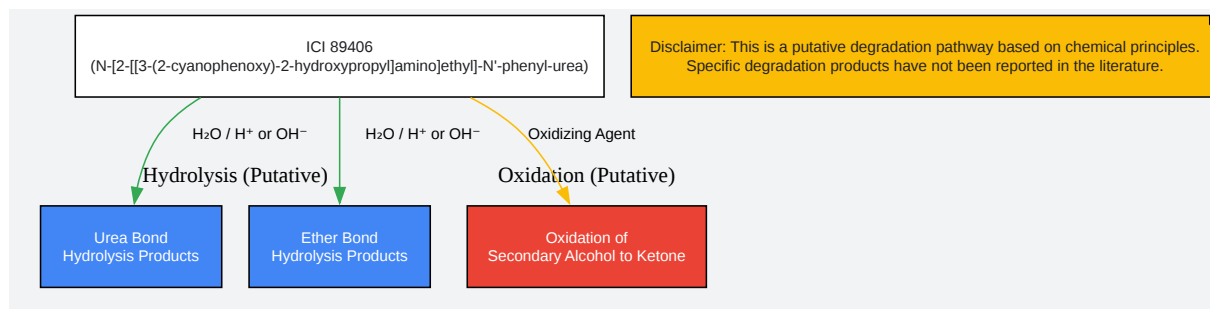 ICI 89406
(N-[2-[[3-(2-cyanophenoxy)-2-hydroxypropyl]amino]ethyl]-N'-phenyl-urea)
Disclaimer: This is a putative degradation pathway based on chemical principles.
Specific degradation products have not been reported in the literature.
H₂O / H⁺ or OH⁻
H₂O / H⁺ or OH⁻
Oxidizing Agent
Hydrolysis (Putative)
Oxidation (Putative)
Urea Bond
Hydrolysis Products
Ether Bond
Hydrolysis Products
Oxidation of
Secondary Alcohol to Ketone